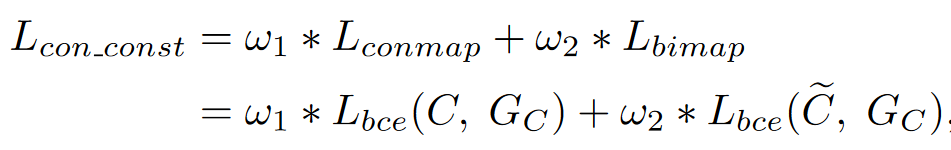 L_{con\_const} = ω_1 * L_{conmap} + ω_2 * L_{bimap}
= ω_1 * L_{bce}(C, G_C) + ω_2 * L_{bce}(\widetilde{C}, G_C),